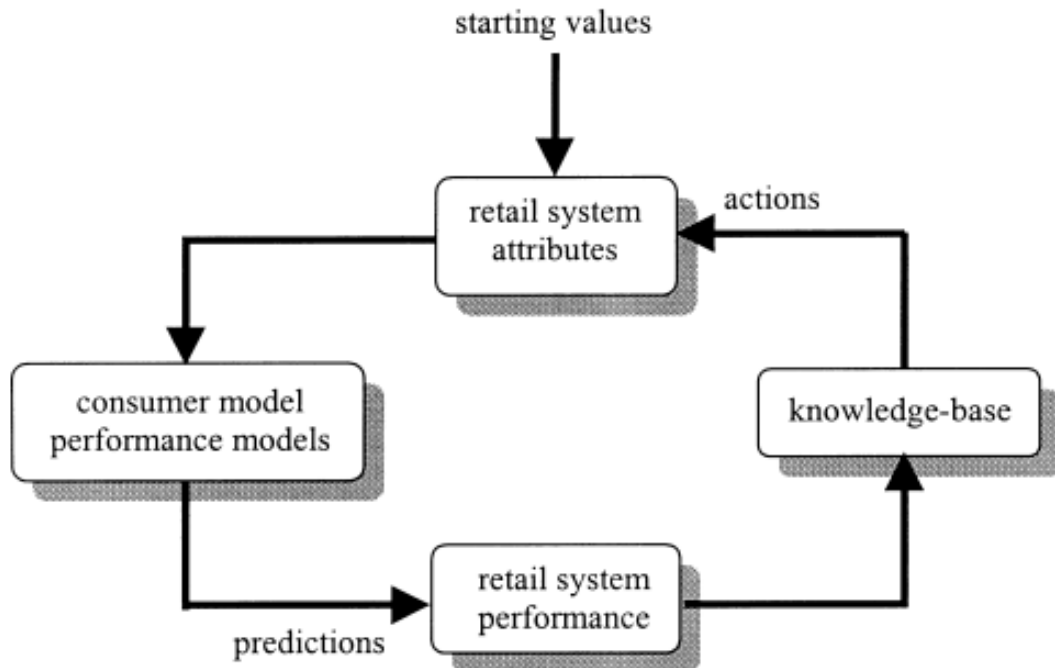 starting values
retail system
attributes
actions
consumer model
performance models
knowledge-base
retail system
performance
predictions